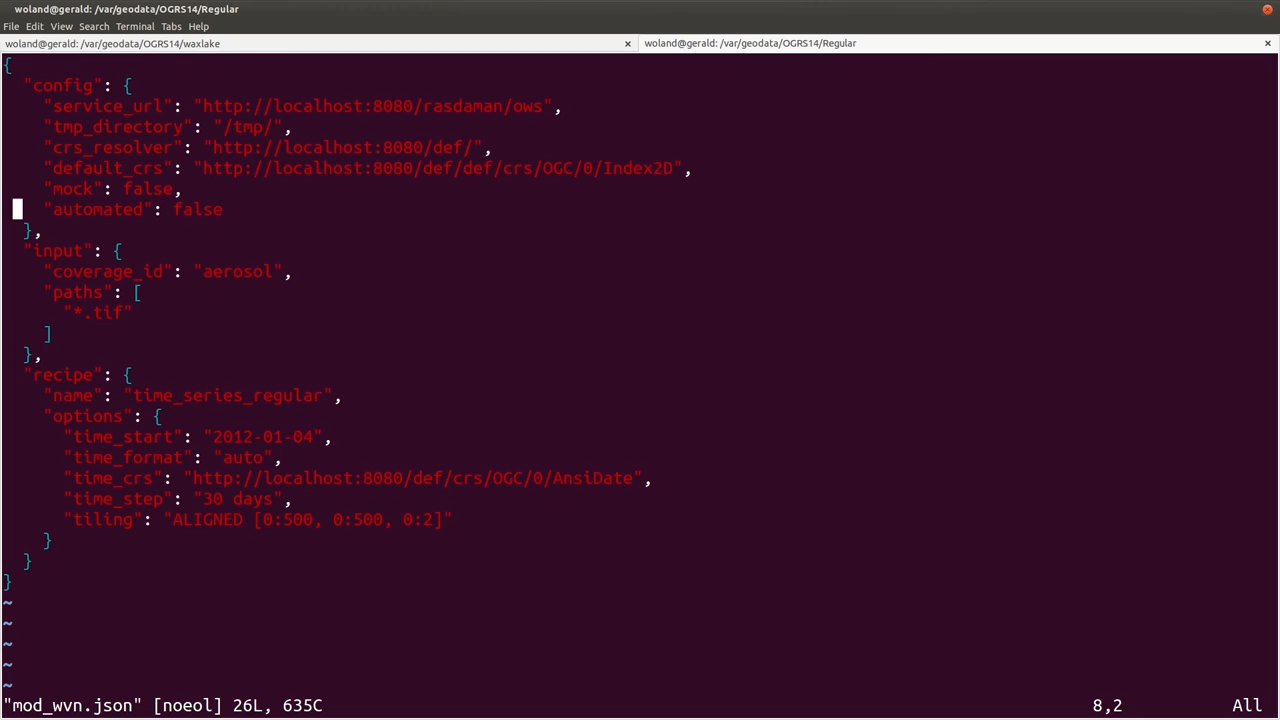 woland@gerald: /var/geodata/OGRS14/Regular
File Edit View Search Terminal Tabs Help
woland@gerald: /var/geodata/OGRS14/waxlake × woland@gerald: /var/geodata/OGRS14/Regular ×
{
  "config": {
    "service_url": "http://localhost:8080/rasdaman/ows",
    "tmp_directory": "/tmp/",
    "crs_resolver": "http://localhost:8080/def/",
    "default_crs": "http://localhost:8080/def/def/crs/OGC/0/Index2D",
    "mock": false,
    "automated": false
  },
  "input": {
    "coverage_id": "aerosol",
    "paths": [
      "*.tif"
    ]
  },
  "recipe": {
    "name": "time_series_regular",
    "options": {
      "time_start": "2012-01-04",
      "time_format": "auto",
      "time_crs": "http://localhost:8080/def/crs/OGC/0/AnsiDate",
      "time_step": "30 days",
      "tiling": "ALIGNED [0:500, 0:500, 0:2]"
    }
  }
}
~
~
~
~
~
"mod_wvn.json" [noeol] 26L, 635C 8,2 All